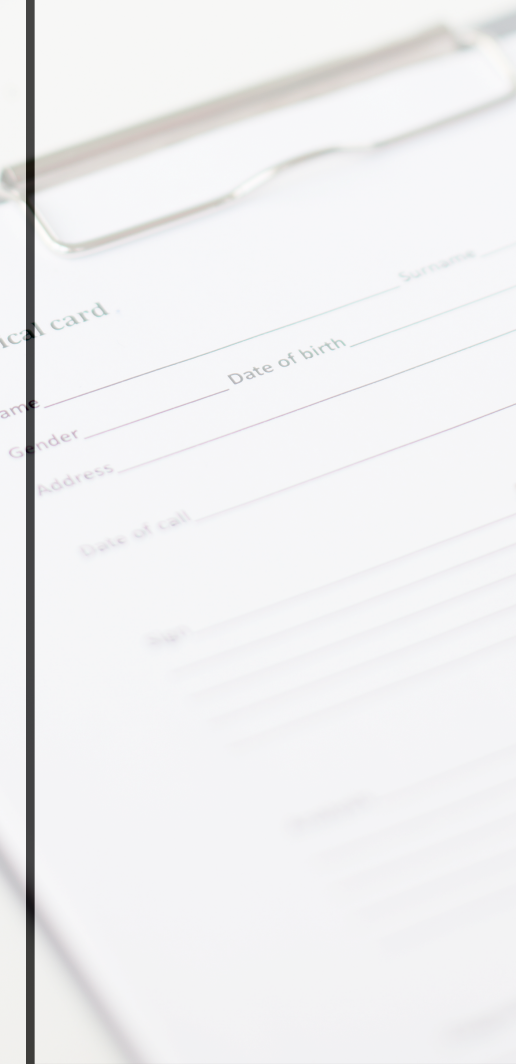 ical card
ame Surname
Gender Date of birth
Address
Date of call